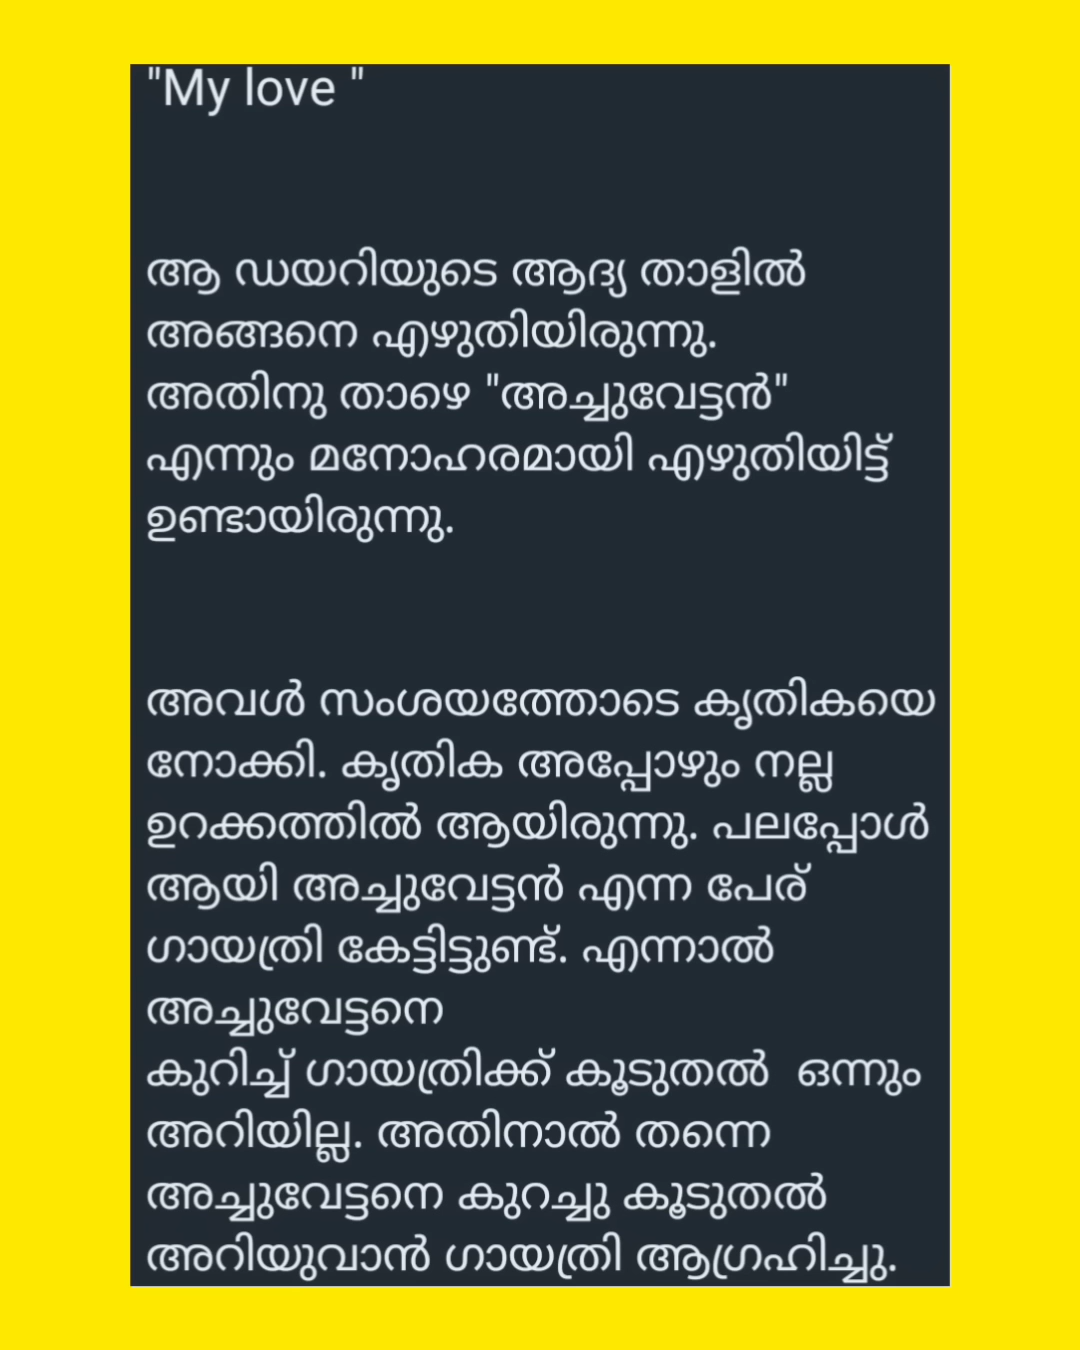 "My love "
ആ ഡയറിയുടെ ആദ്യ താളിൽ
അങ്ങനെ എഴുതിയിരുന്നു.
അതിനു താഴെ "അച്ചുവേട്ടൻ"
എന്നും മനോഹരമായി എഴുതിയിട്ട്
ഉണ്ടായിരുന്നു.
അവൾ സംശയത്തോടെ കൃതികയെ
നോക്കി. കൃതിക അപ്പോഴും നല്ല
ഉറക്കത്തിൽ ആയിരുന്നു. പലപ്പോൾ
ആയി അച്ചുവേട്ടൻ എന്ന പേര്
ഗായത്രി കേട്ടിട്ടുണ്ട്. എന്നാൽ
അച്ചുവേട്ടനെ
കുറിച്ച് ഗായത്രിക്ക് കൂടുതൽ  ഒന്നും
അറിയില്ല. അതിനാൽ തന്നെ
അച്ചുവേട്ടനെ കുറച്ചു കൂടുതൽ
അറിയുവാൻ ഗായത്രി ആഗ്രഹിച്ചു.